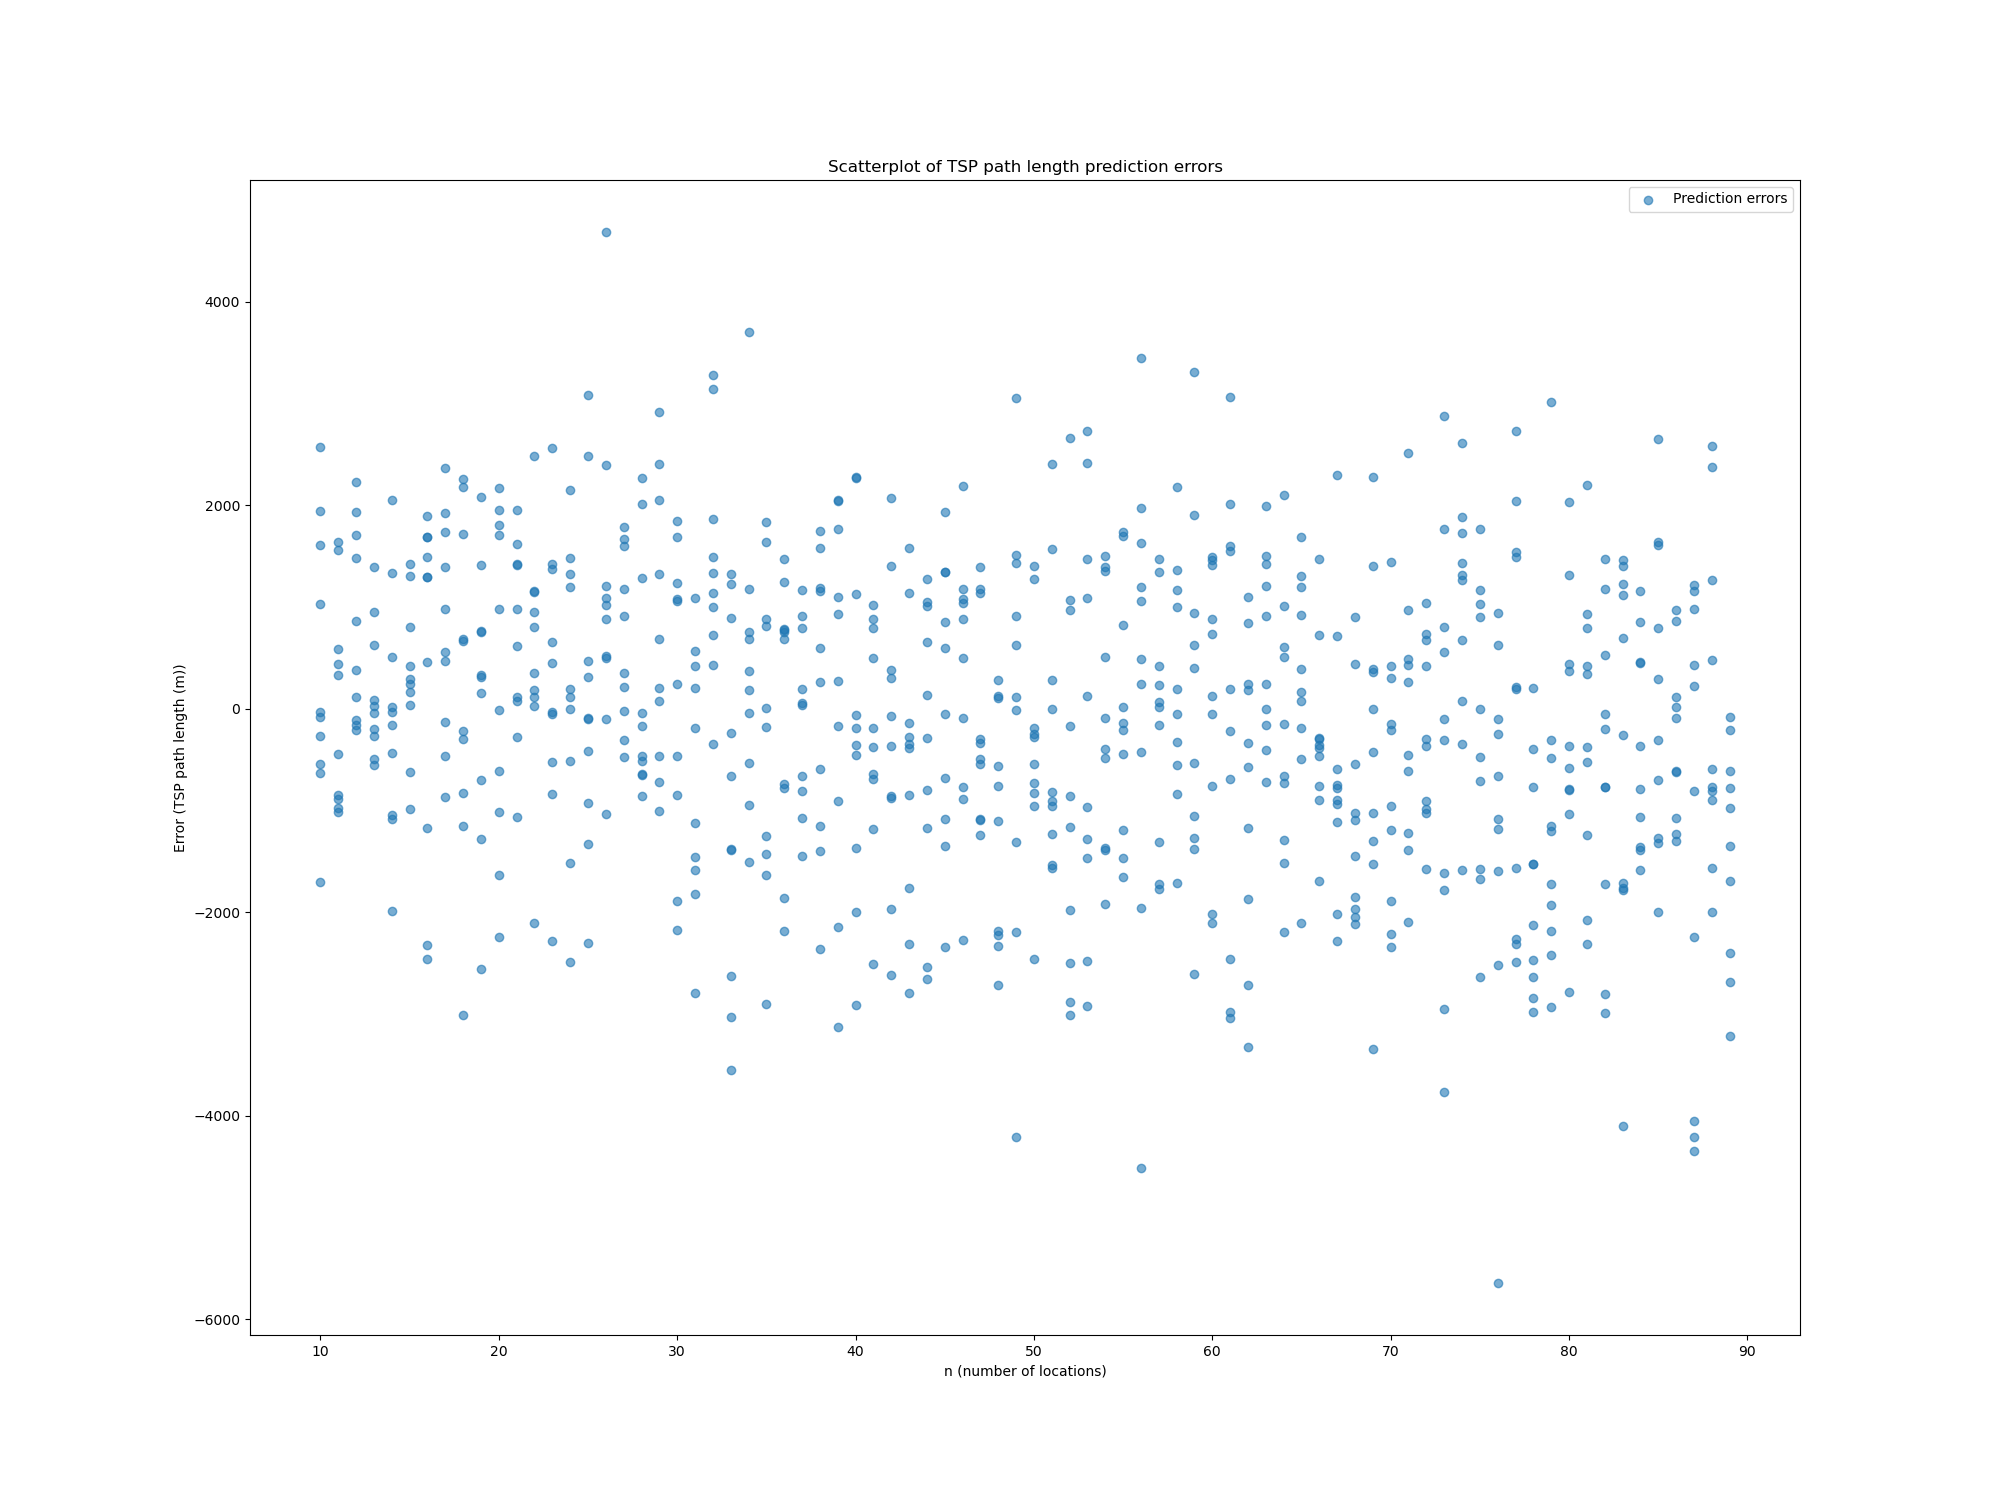 Scatterplot of TSP path length prediction errors
Prediction errors
4000
2000
0
−2000
−4000
−6000
Error (TSP path length (m))
10 20 30 40 50 60 70 80 90
n (number of locations)